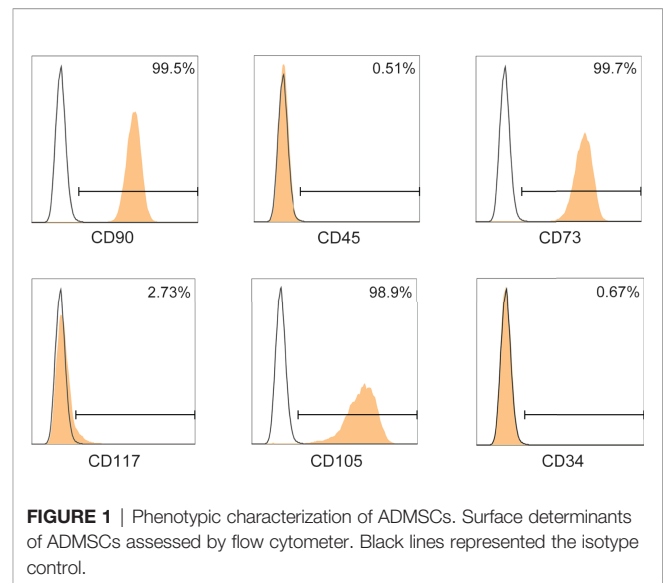 99.5%
0.51%
99.7%
CD90
CD45
CD73
2.73%
98.9%
0.67%
CD117
CD105
CD34
FIGURE 1 | Phenotypic characterization of ADMSCs. Surface determinants
of ADMSCs assessed by flow cytometer. Black lines represented the isotype
control.